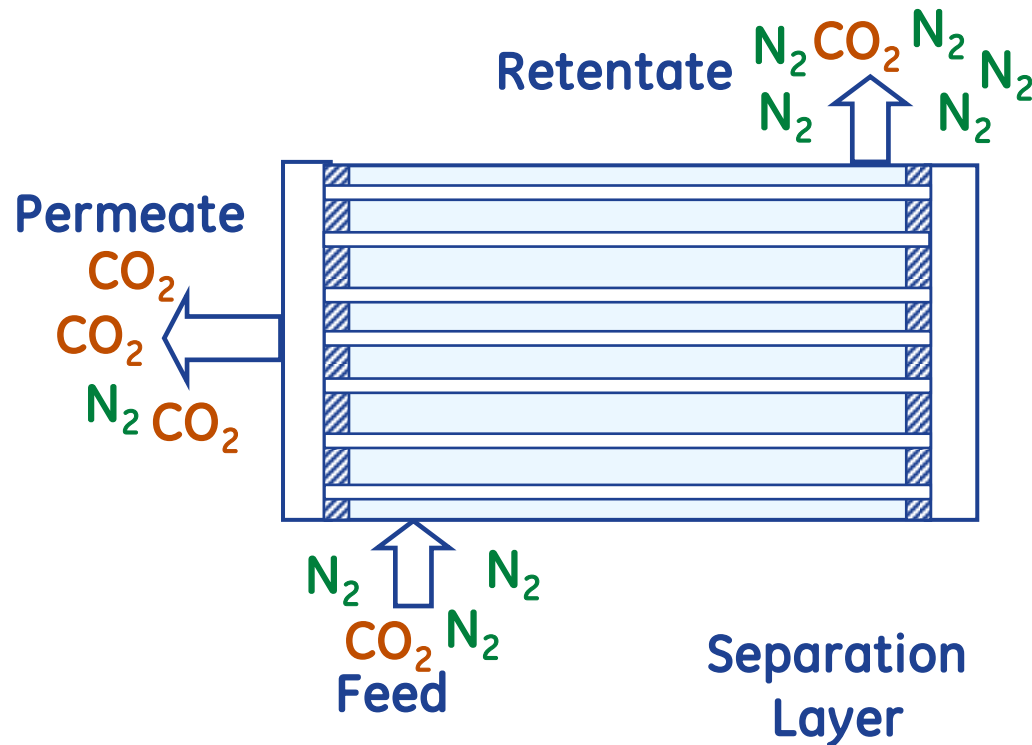 Retentate
N₂ CO₂ N₂
N₂
N₂ N₂
Permeate
CO₂
CO₂
N₂ CO₂
N₂ N₂
CO₂ N₂
Feed
Separation
Layer